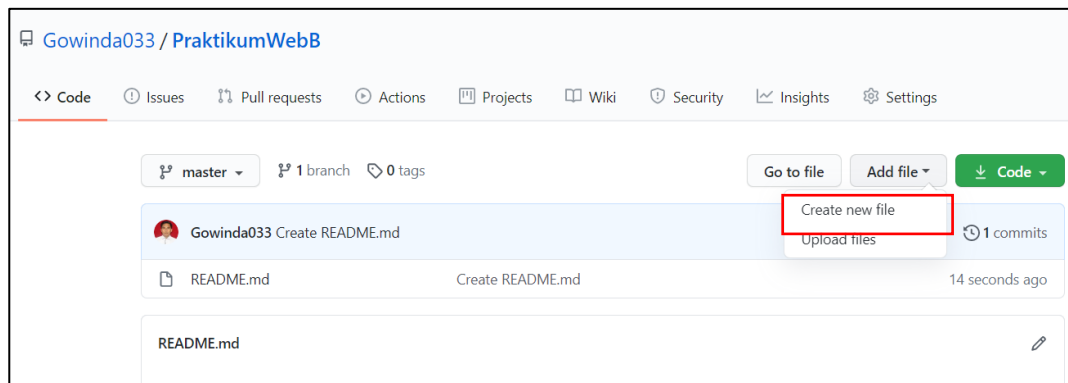 Gowinda033 / PraktikumWebB
Code Issues Pull requests Actions Projects Wiki Security Insights Settings
master 1 branch 0 tags Go to file Add file Code
Create new file
Gowinda033 Create README.md 1 commits
Upload files
README.md Create README.md 14 seconds ago
README.md